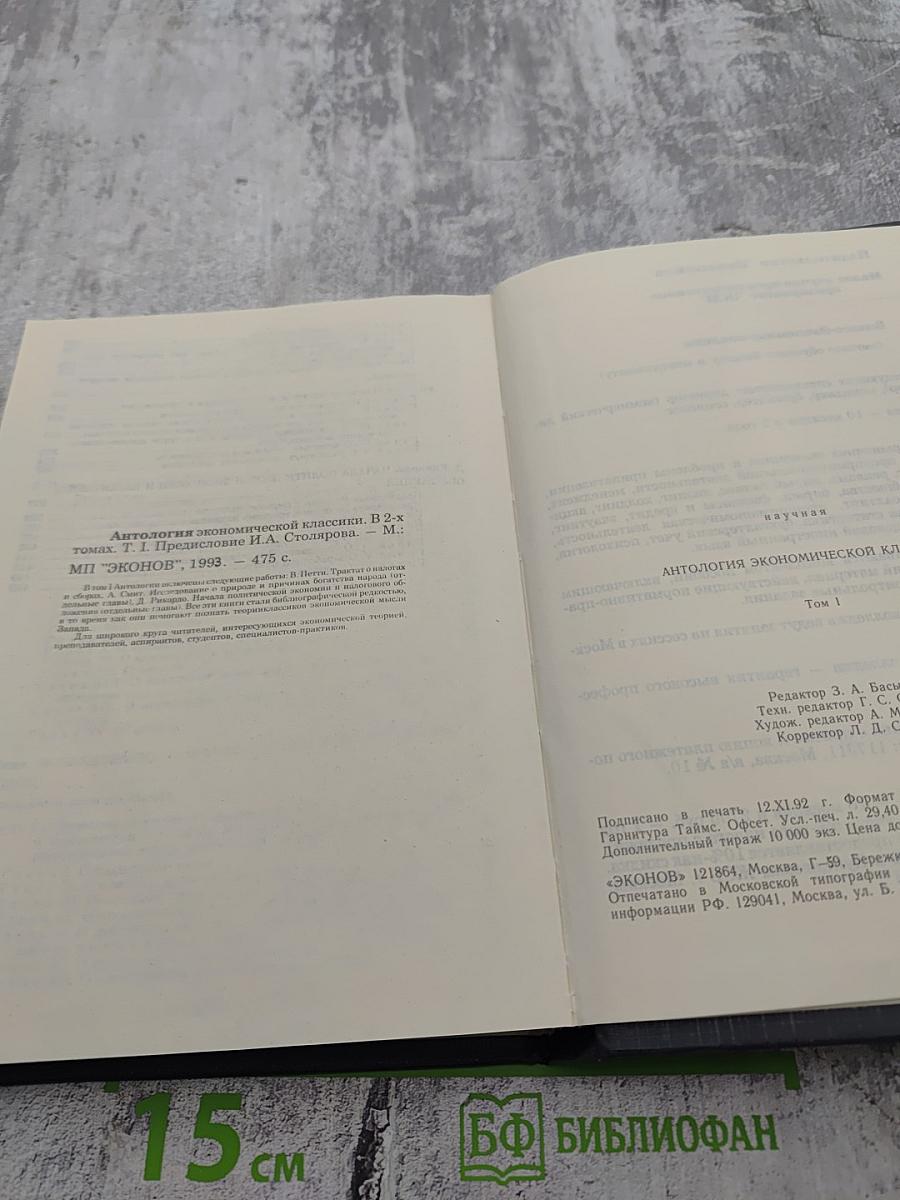 Антология экономической классики. В 2-х
томах. Т. I. Предисловие И.А. Столярова. — М.:
МП "ЭКОНОВ", 1993. — 475 с.
В том I Антологии включены следующие работы: В. Петти. Трактат о налогах
и сборах, А. Смит. Исследование о природе и причинах богатства народа (от-
дельные главы), Д. Рикардо. Начала политической экономии и налогового об-
ложения (отдельные главы). Все эти книги стали библиографической редкостью,
в то время как они помогают познать теорииклассиков экономической мысли
Запада.
Для широкого круга читателей, интересующихся экономической теорией,
преподавателей, аспирантов, студентов, специалистов-практиков.
научная
АНТОЛОГИЯ ЭКОНОМИЧЕСКОЙ КЛ
Том 1
Редактор З. А. Басы
Техн. редактор Г. С.
Худож. редактор А. М
Корректор Л. Д. С
Подписано в печать 12.XI.92 г. Формат
Гарнитура Таймс. Офсет. Усл.-печ. л. 29,40
Дополнительный тираж 10 000 экз. Цена до
«ЭКОНОВ» 121864, Москва, Г—59, Бережк
Отпечатано в Московской типографии
информации РФ. 129041, Москва, ул. Б.
15 см
БФ БИБЛИОФАН